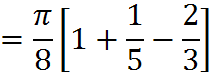 = π/8 [1 + 1/5 − 2/3]